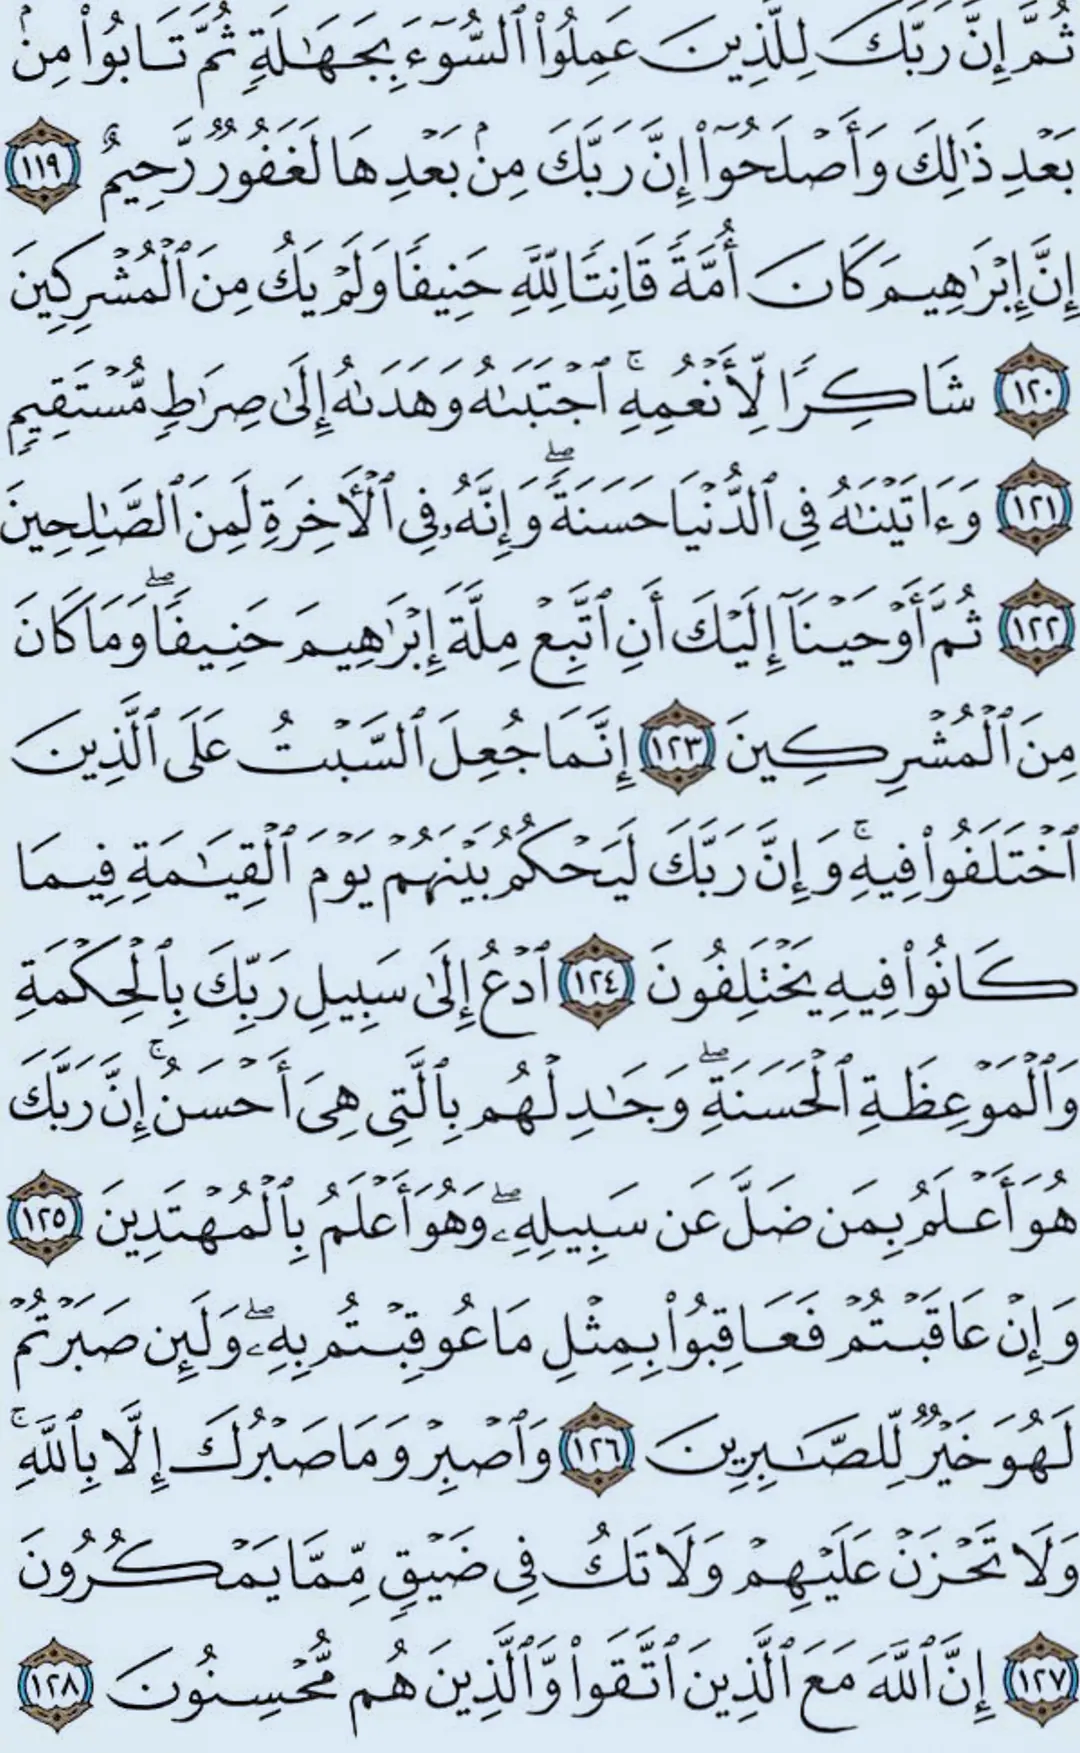 ثُمَّ إِنَّ رَبَّكَ لِلَّذِينَ عَمِلُوا۟ ٱلسُّوٓءَ بِجَهَـٰلَةٍ ثُمَّ تَابُوا۟ مِنۢ
بَعْدِ ذَٰلِكَ وَأَصْلَحُوٓا۟ إِنَّ رَبَّكَ مِنۢ بَعْدِهَا لَغَفُورٌ رَّحِيمٌ ١١٩
إِنَّ إِبْرَٰهِيمَ كَانَ أُمَّةً قَانِتًا لِّلَّهِ حَنِيفًا وَلَمْ يَكُ مِنَ ٱلْمُشْرِكِينَ
١٢٠ شَاكِرًا لِّأَنْعُمِهِ ۚ ٱجْتَبَىٰهُ وَهَدَىٰهُ إِلَىٰ صِرَٰطٍ مُّسْتَقِيمٍ
١٢١ وَءَاتَيْنَـٰهُ فِى ٱلدُّنْيَا حَسَنَةً ۖ وَإِنَّهُۥ فِى ٱلْـَٔاخِرَةِ لَمِنَ ٱلصَّـٰلِحِينَ
١٢٢ ثُمَّ أَوْحَيْنَآ إِلَيْكَ أَنِ ٱتَّبِعْ مِلَّةَ إِبْرَٰهِيمَ حَنِيفًا ۖ وَمَا كَانَ
مِنَ ٱلْمُشْرِكِينَ ١٢٣ إِنَّمَا جُعِلَ ٱلسَّبْتُ عَلَى ٱلَّذِينَ
ٱخْتَلَفُوا۟ فِيهِ ۚ وَإِنَّ رَبَّكَ لَيَحْكُمُ بَيْنَهُمْ يَوْمَ ٱلْقِيَـٰمَةِ فِيمَا
كَانُوا۟ فِيهِ يَخْتَلِفُونَ ١٢٤ ٱدْعُ إِلَىٰ سَبِيلِ رَبِّكَ بِٱلْحِكْمَةِ
وَٱلْمَوْعِظَةِ ٱلْحَسَنَةِ ۖ وَجَـٰدِلْهُم بِٱلَّتِى هِىَ أَحْسَنُ ۚ إِنَّ رَبَّكَ
هُوَ أَعْلَمُ بِمَن ضَلَّ عَن سَبِيلِهِۦ ۖ وَهُوَ أَعْلَمُ بِٱلْمُهْتَدِينَ ١٢٥
وَإِنْ عَاقَبْتُمْ فَعَاقِبُوا۟ بِمِثْلِ مَا عُوقِبْتُم بِهِۦ ۖ وَلَئِن صَبَرْتُمْ
لَهُوَ خَيْرٌ لِّلصَّـٰبِرِينَ ١٢٦ وَٱصْبِرْ وَمَا صَبْرُكَ إِلَّا بِٱللَّهِ ۚ
وَلَا تَحْزَنْ عَلَيْهِمْ وَلَا تَكُ فِى ضَيْقٍ مِّمَّا يَمْكُرُونَ
١٢٧ إِنَّ ٱللَّهَ مَعَ ٱلَّذِينَ ٱتَّقَوا۟ وَّٱلَّذِينَ هُم مُّحْسِنُونَ ١٢٨